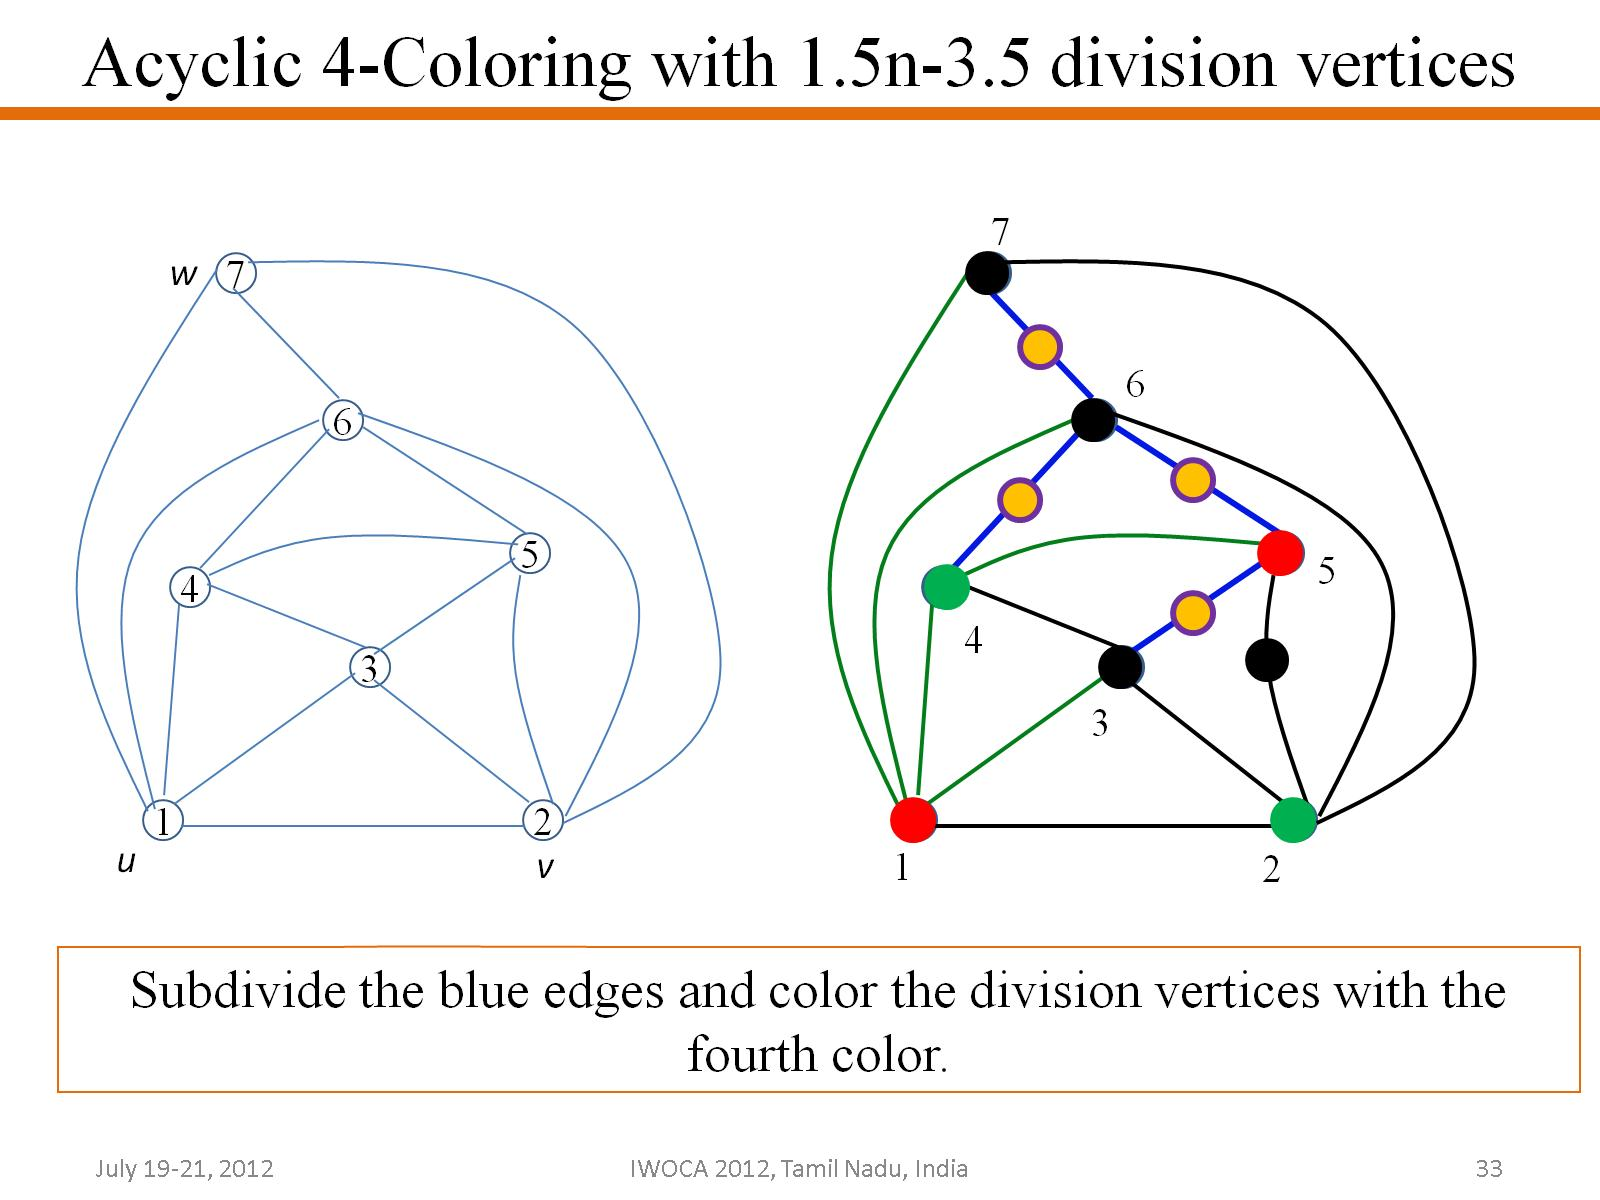 Acyclic 4-Coloring with 1.5n-3.5 division vertices
w 7
6
5
4
3
1 2
u v
7
6
5
4
3
1 2
Subdivide the blue edges and color the division vertices with the
fourth color.
July 19-21, 2012 IWOCA 2012, Tamil Nadu, India 33